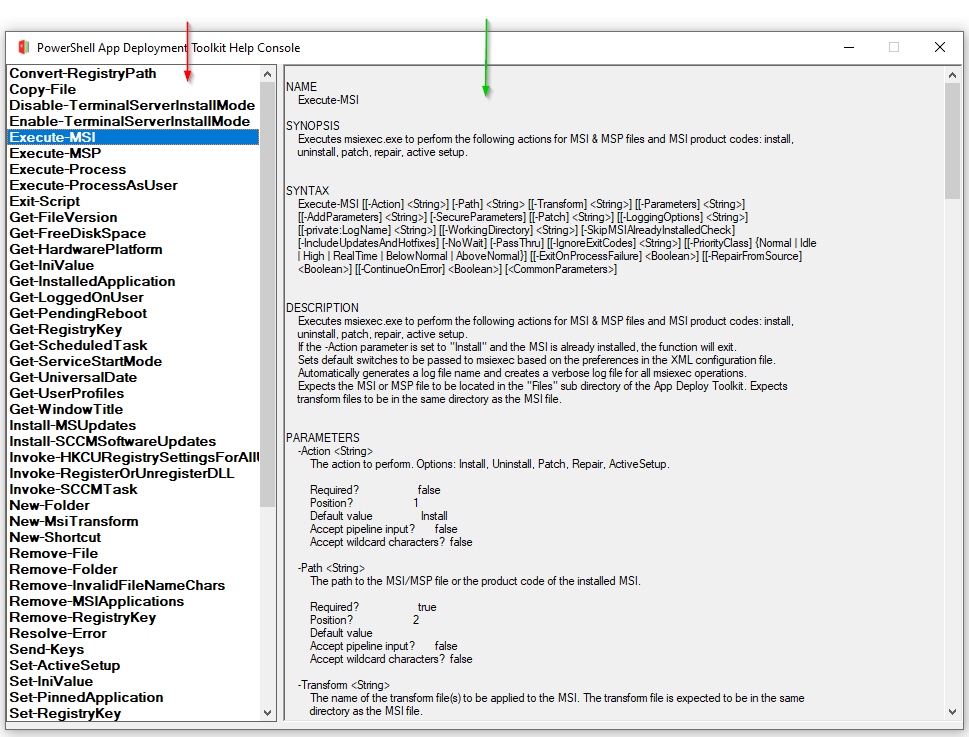 PowerShell App Deployment Toolkit Help Console
Convert-RegistryPath
Copy-File
Disable-TerminalServerInstallMode
Enable-TerminalServerInstallMode
Execute-MSI
Execute-MSP
Execute-Process
Execute-ProcessAsUser
Exit-Script
Get-FileVersion
Get-FreeDiskSpace
Get-HardwarePlatform
Get-IniValue
Get-InstalledApplication
Get-LoggedOnUser
Get-PendingReboot
Get-RegistryKey
Get-ScheduledTask
Get-ServiceStartMode
Get-UniversalDate
Get-UserProfiles
Get-WindowTitle
Install-MSUpdates
Install-SCCMSoftwareUpdates
Invoke-HKCURegistrySettingsForAllU
Invoke-RegisterOrUnregisterDLL
Invoke-SCCMTask
New-Folder
New-MsiTransform
New-Shortcut
Remove-File
Remove-Folder
Remove-InvalidFileNameChars
Remove-MSIApplications
Remove-RegistryKey
Resolve-Error
Send-Keys
Set-ActiveSetup
Set-IniValue
Set-PinnedApplication
Set-RegistryKey
NAME
Execute-MSI
SYNOPSIS
Executes msiexec.exe to perform the following actions for MSI & MSP files and MSI product codes: install,
uninstall, patch, repair, active setup.
SYNTAX
Execute-MSI [[-Action] <String>] [-Path] <String> [[-Transform] <String>] [[-Parameters] <String>]
[[-AddParameters] <String>] [-SecureParameters] [[-Patch] <String>] [[-LoggingOptions] <String>]
[[-private:LogName] <String>] [[-WorkingDirectory] <String>] [-SkipMSIAlreadyInstalledCheck]
[-IncludeUpdatesAndHotfixes] [-NoWait] [-PassThru] [[-IgnoreExitCodes] <String>] [[-PriorityClass] {Normal | Idle
| High | RealTime | BelowNormal | AboveNormal}] [[-ExitOnProcessFailure] <Boolean>] [[-RepairFromSource]
<Boolean>] [[-ContinueOnError] <Boolean>] [<CommonParameters>]
DESCRIPTION
Executes msiexec.exe to perform the following actions for MSI & MSP files and MSI product codes: install,
uninstall, patch, repair, active setup.
If the -Action parameter is set to "Install" and the MSI is already installed, the function will exit.
Sets default switches to be passed to msiexec based on the preferences in the XML configuration file.
Automatically generates a log file name and creates a verbose log file for all msiexec operations.
Expects the MSI or MSP file to be located in the "Files" sub directory of the App Deploy Toolkit. Expects
transform files to be in the same directory as the MSI file.
PARAMETERS
-Action <String>
The action to perform. Options: Install, Uninstall, Patch, Repair, ActiveSetup.
Required? false
Position? 1
Default value Install
Accept pipeline input? false
Accept wildcard characters? false
-Path <String>
The path to the MSI/MSP file or the product code of the installed MSI.
Required? true
Position? 2
Default value
Accept pipeline input? false
Accept wildcard characters? false
-Transform <String>
The name of the transform file(s) to be applied to the MSI. The transform file is expected to be in the same
directory as the MSI file.